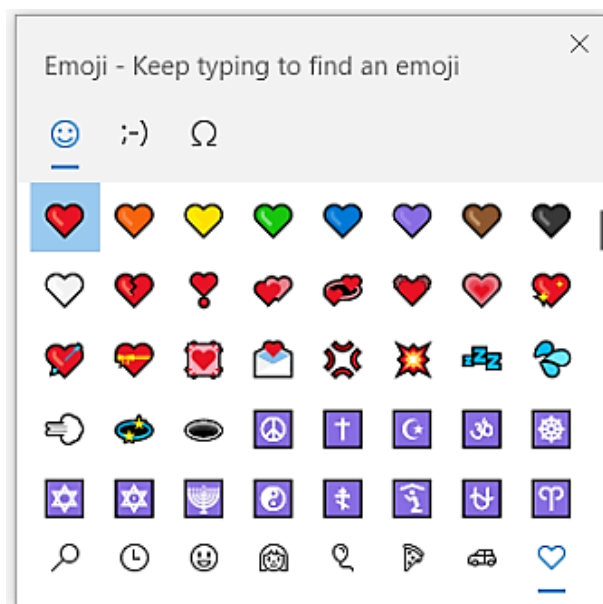 Emoji - Keep typing to find an emoji
;-) Ω